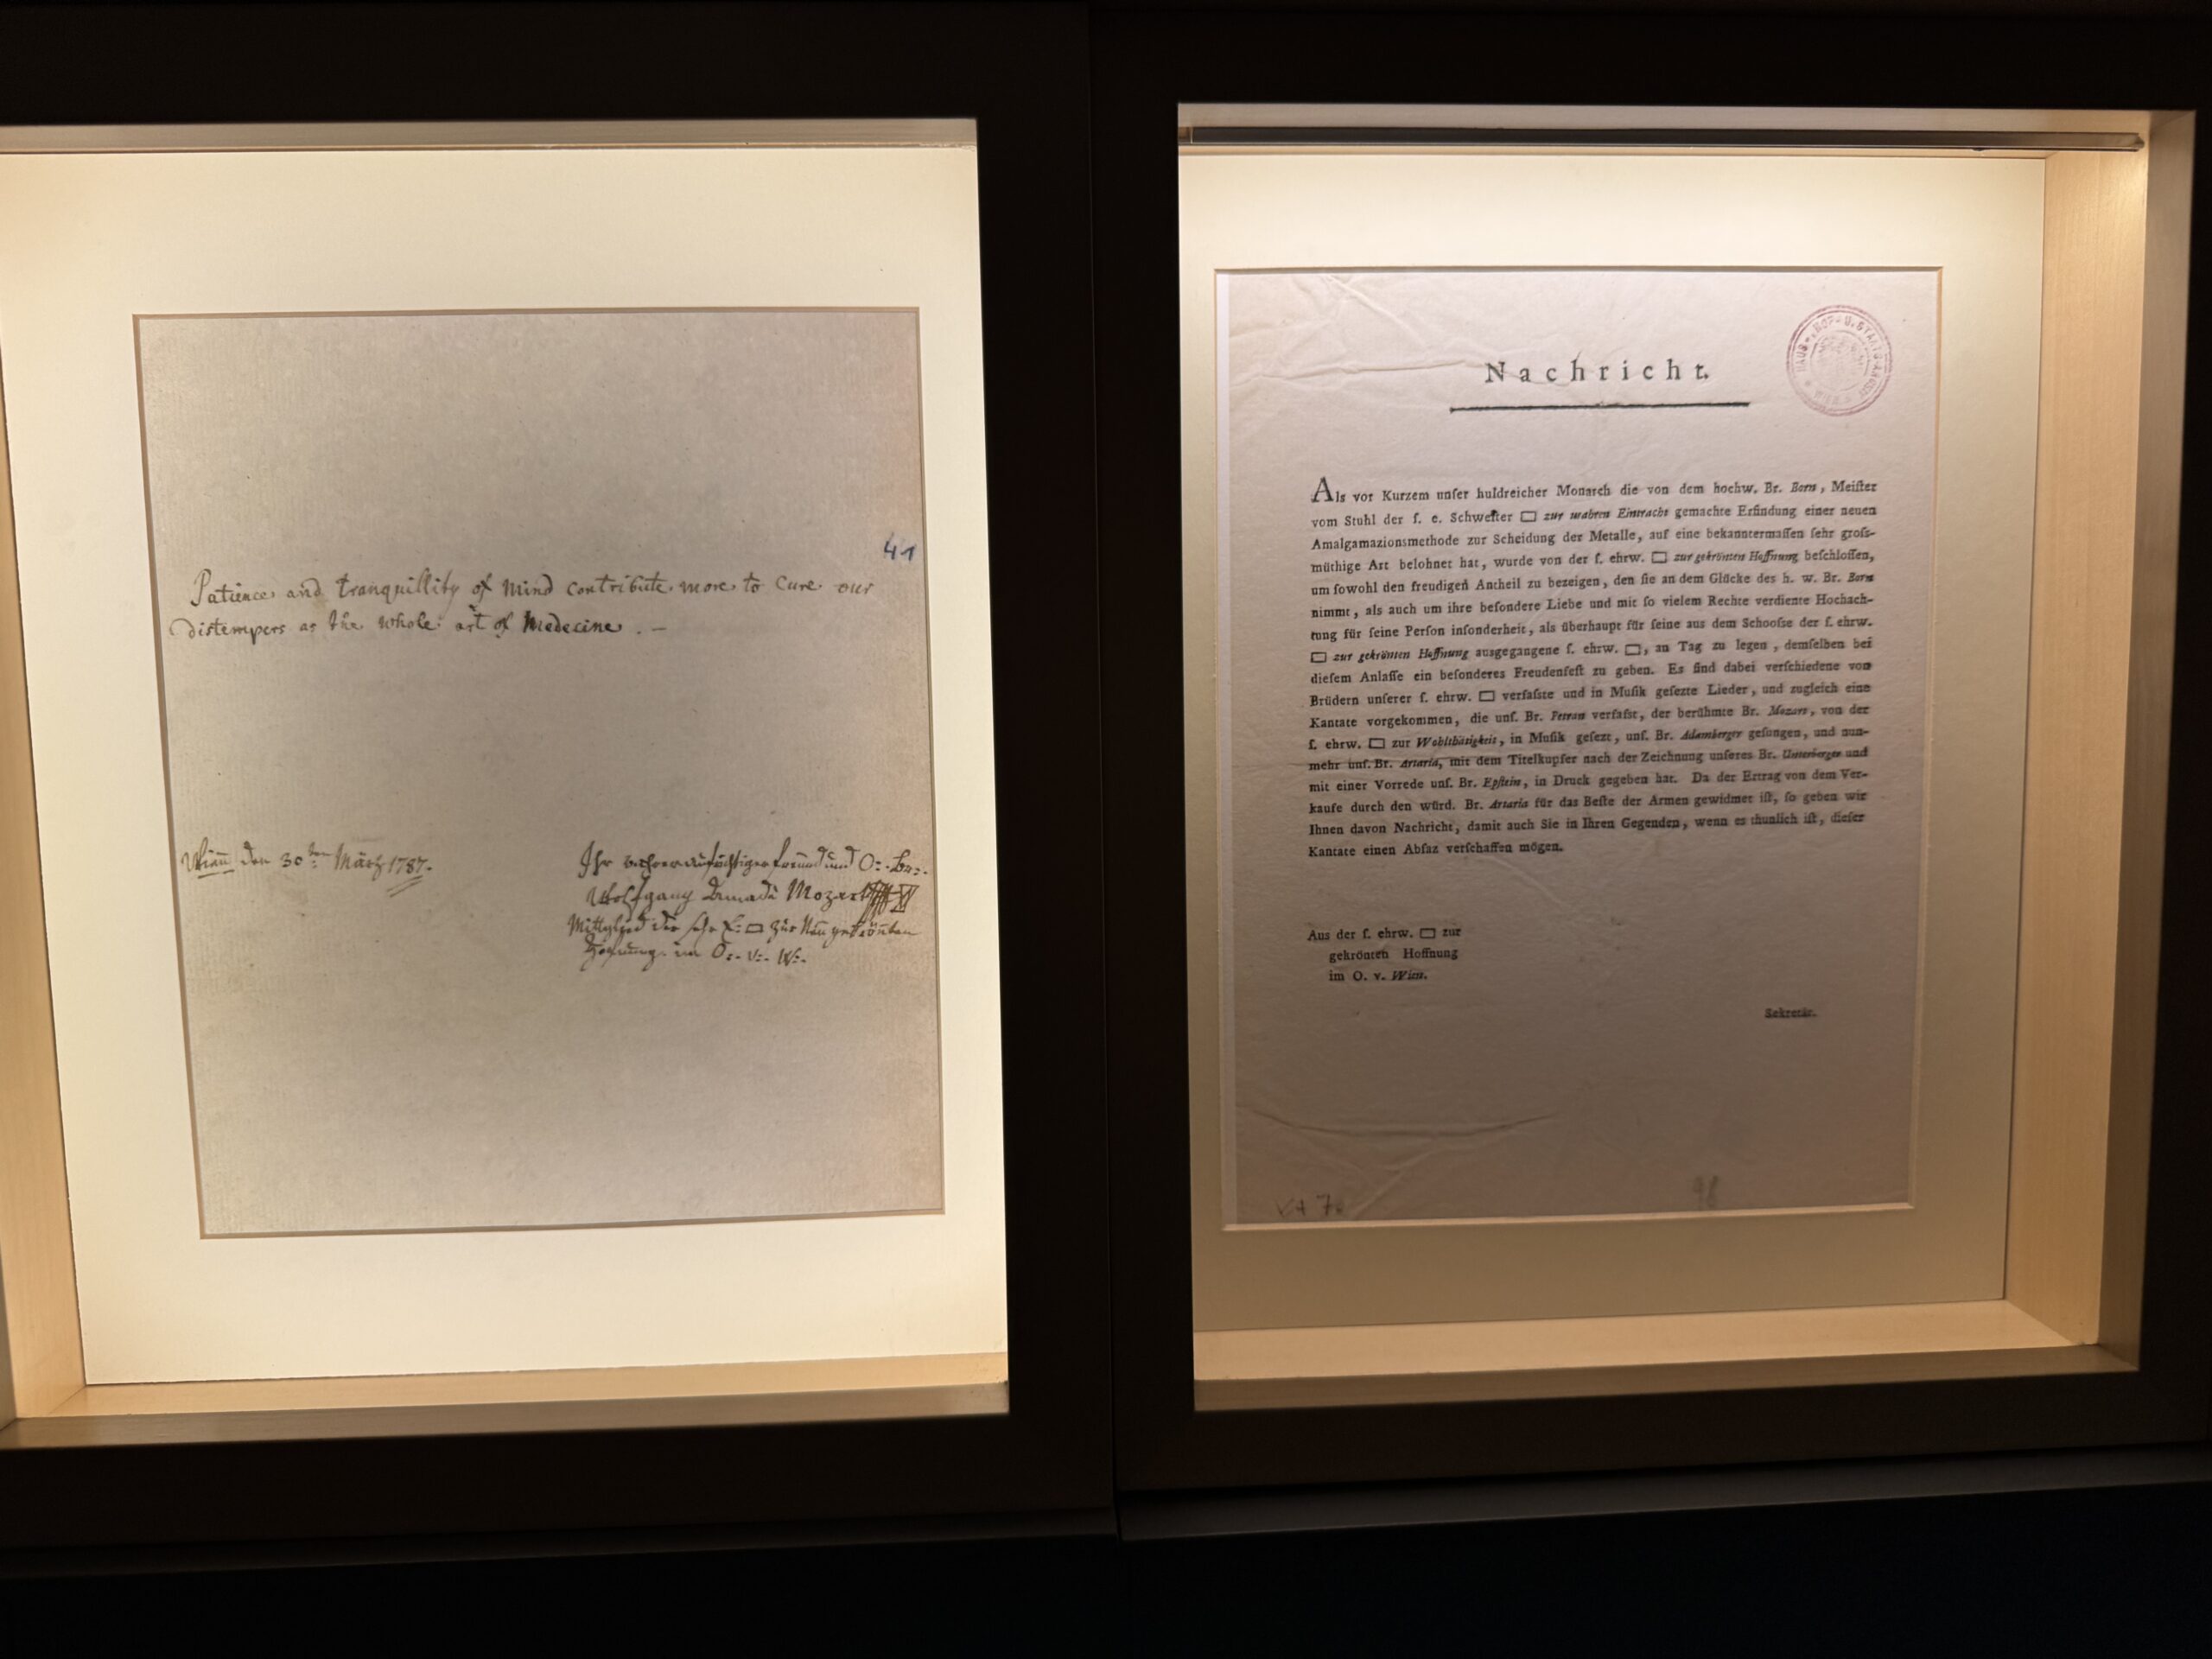 41
Patience and tranquillity of mind contribute more to cure our
distempers as the whole art of Medecine . —
Wien den 30ten März 1787.
Ihr wahrer aufrichtiger freund und O:. Br:.
Wolfgang Amadè Mozart
Mitglied der sehr E: ▭ zur Neugekrönten
Hofnung. im O:. v:. W:.
Nachricht.
HAUS-, HOF- U. STAATSARCHIV
WIEN
Als vor Kurzem unſer huldreicher Monarch die von dem hochw. Br. Born, Meiſter
vom Stuhl der ſ. e. Schweſter ▭ zur wahren Eintracht gemachte Erfindung einer neuen
Amalgamazionsmethode zur Scheidung der Metalle, auf eine bekanntermaſſen ſehr groſs-
müthige Art belohnet hat, wurde von der ſ. ehrw. ▭ zur gekrönten Hoffnung beſchloſſen,
um ſowohl den freudigen Antheil zu bezeigen, den ſie an dem Glücke des h. w. Br. Born
nimmt, als auch um ihre beſondere Liebe und mit ſo vielem Rechte verdiente Hochach-
tung für ſeine Perſon inſonderheit, als überhaupt für ſeine aus dem Schooſse der ſ. ehrw.
▭ zur gekrönten Hoffnung ausgegangene ſ. ehrw. ▭, an Tag zu legen, demſelben bei
dieſem Anlaſſe ein beſonderes Freudenfeſt zu geben. Es ſind dabei verſchiedene von
Brüdern unſerer ſ. ehrw. ▭ verfaſste und in Muſik geſezte Lieder, und zugleich eine
Kantate vorgekommen, die unſ. Br. Petran verfaſst, der berühmte Br. Mozart, von der
ſ. ehrw. ▭ zur Wohlthätigkeit, in Muſik geſezt, unſ. Br. Adamberger geſungen, und nun-
mehr unſ. Br. Artaria, mit dem Titelkupfer nach der Zeichnung unſeres Br. Unterberger und
mit einer Vorrede unſ. Br. Epſtein, in Druck gegeben hat. Da der Ertrag von dem Ver-
kaufe durch den würd. Br. Artaria für das Beſte der Armen gewidmet iſt, ſo geben wir
Ihnen davon Nachricht, damit auch Sie in Ihren Gegenden, wenn es thunlich iſt, dieſer
Kantate einen Abſaz verſchaffen mögen.
Aus der ſ. ehrw. ▭ zur
gekrönten Hoffnung
im O. v. Wien.
Sekretär.
98